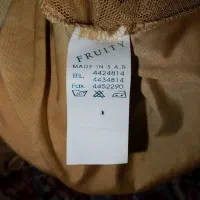 FRUITY
MADE IN S.A.R
TEL. 4424814
4434814
Fax. 4452290